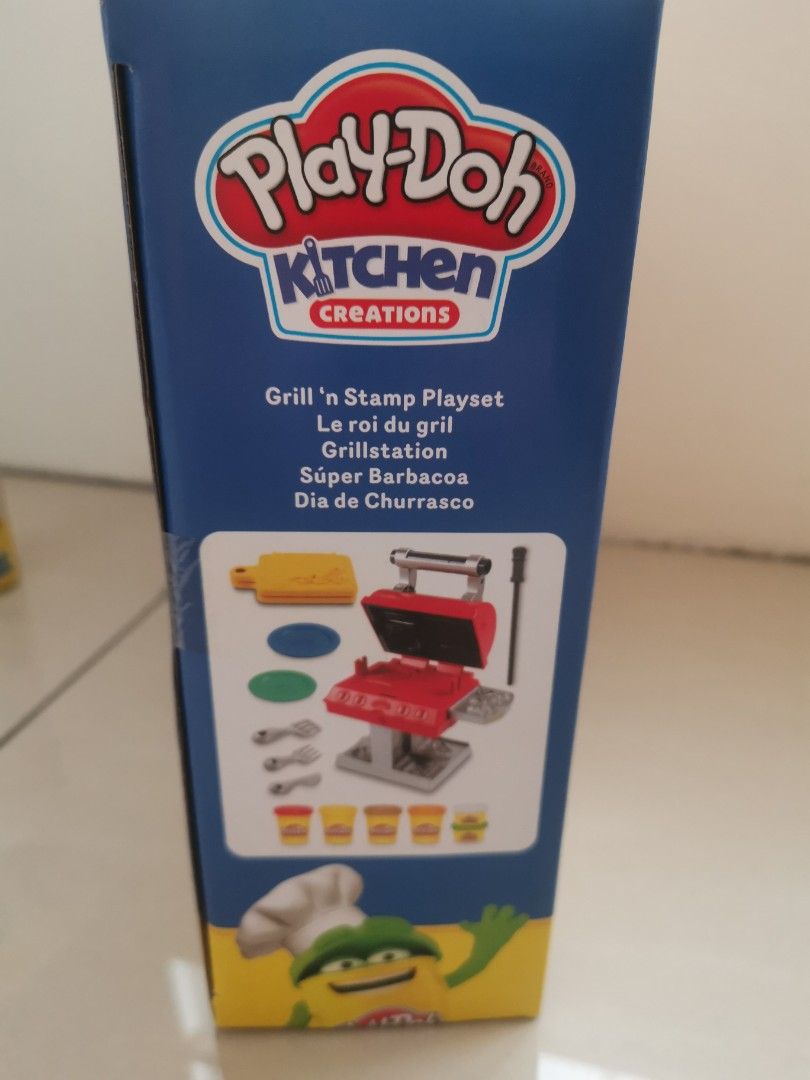 Play-Doh
BRAND
KITCHEN
CREATIONS
Grill 'n Stamp Playset
Le roi du gril
Grillstation
Súper Barbacoa
Dia de Churrasco